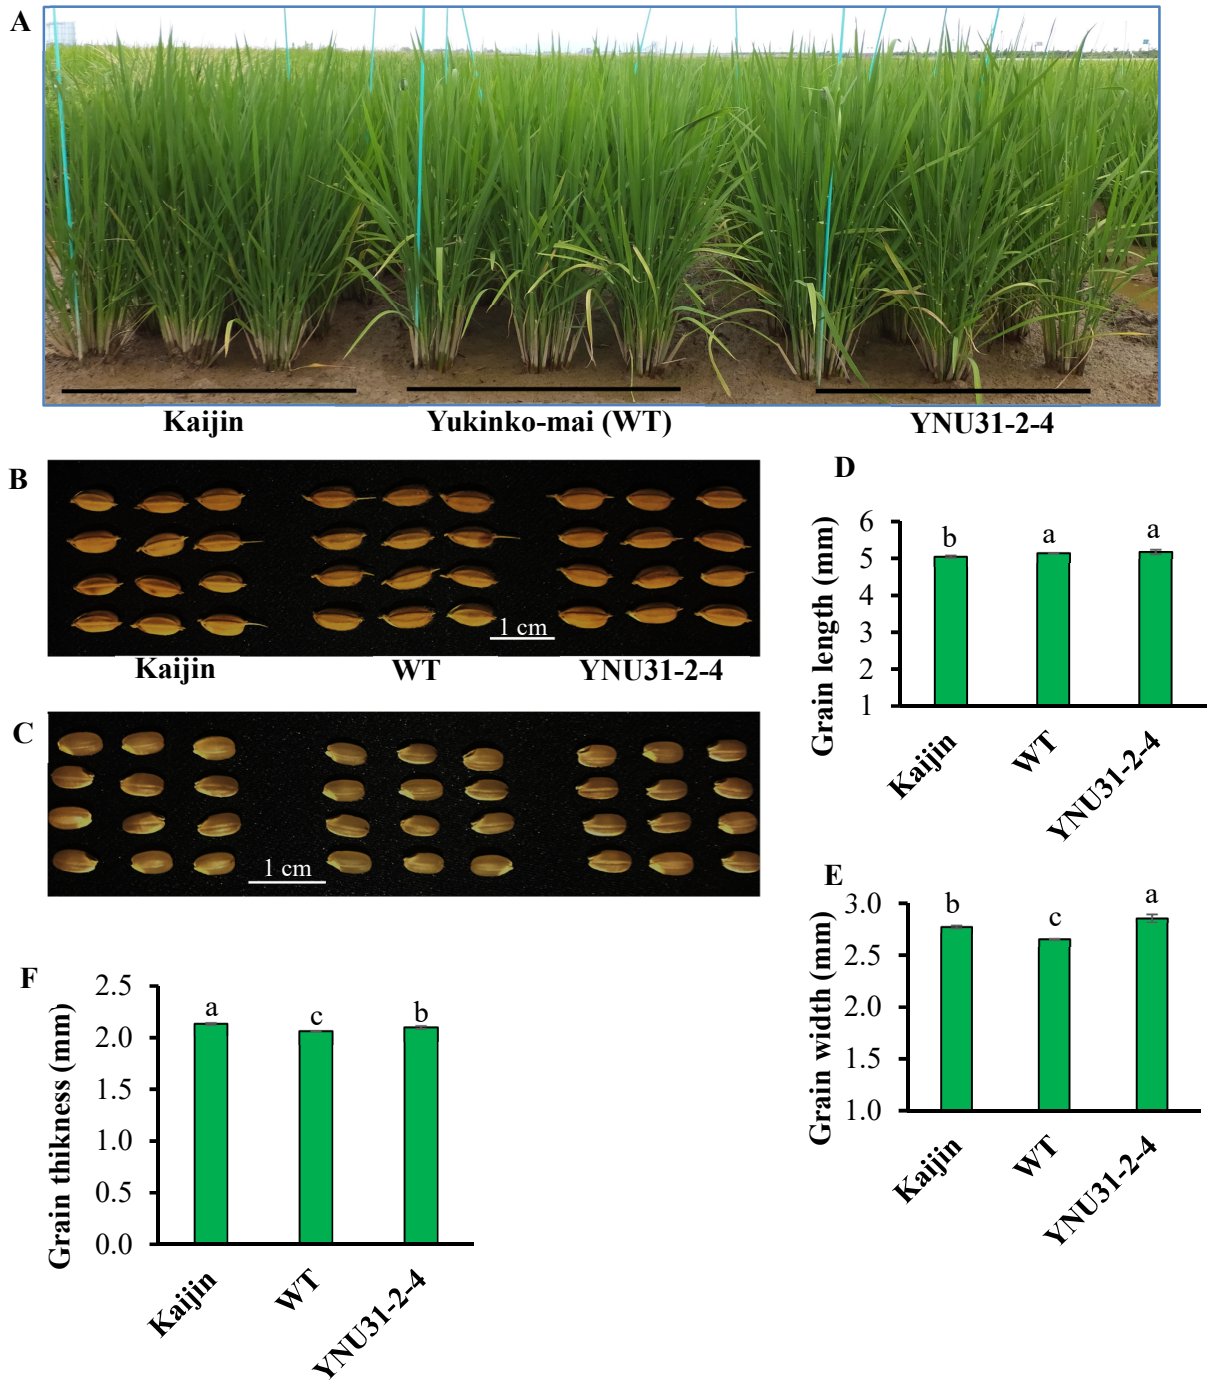 A
Kaijin
Yukinko-mai (WT)
YNU31-2-4
B
1 cm
Kaijin
WT
YNU31-2-4
C
1 cm
D
Grain length (mm)
6
5
4
3
2
1
b
a
a
Kaijin
WT
YNU31-2-4
E
Grain width (mm)
3.0
2.5
2.0
1.5
1.0
b
c
a
Kaijin
WT
YNU31-2-4
F
Grain thikness (mm)
2.5
2.0
1.5
1.0
0.5
0.0
a
c
b
Kaijin
WT
YNU31-2-4